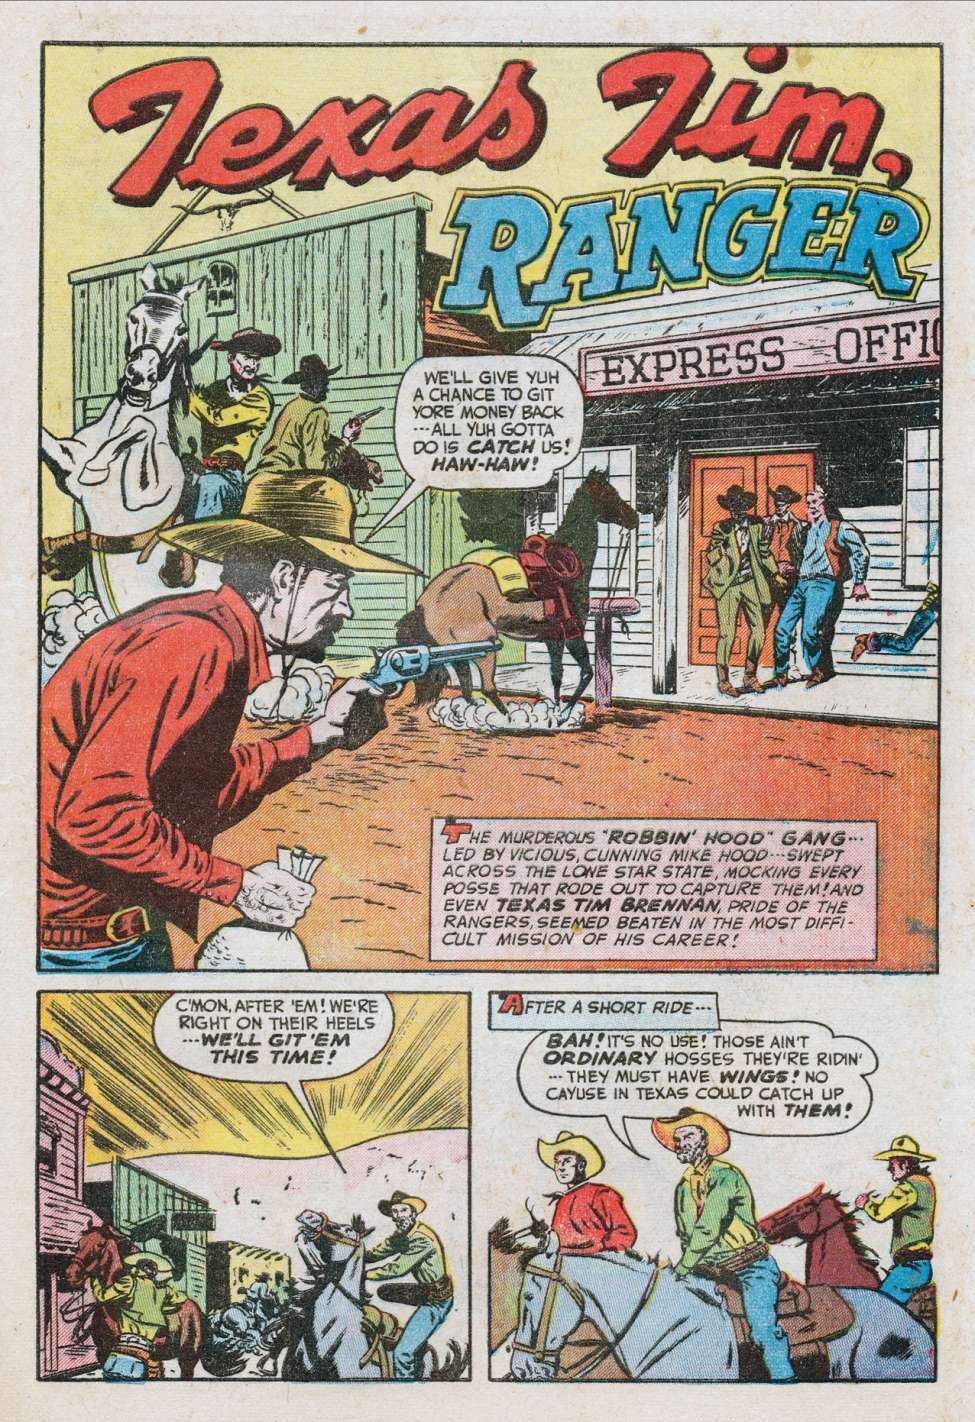 Texas Tim,
RANGER
EXPRESS OFFIC
WE'LL GIVE YUH
A CHANCE TO GIT
YORE MONEY BACK
---ALL YUH GOTTA
DO IS CATCH US!
HAW-HAW!
THE MURDEROUS "ROBBIN' HOOD" GANG---
LED BY VICIOUS, CUNNING MIKE HOOD---SWEPT
ACROSS THE LONE STAR STATE, MOCKING EVERY
POSSE THAT RODE OUT TO CAPTURE THEM! AND
EVEN TEXAS TIM BRENNAN, PRIDE OF THE
RANGERS, SEEMED BEATEN IN THE MOST DIFFI-
CULT MISSION OF HIS CAREER!
C'MON, AFTER 'EM! WE'RE
RIGHT ON THEIR HEELS
---WE'LL GIT 'EM
THIS TIME!
AFTER A SHORT RIDE---
BAH! IT'S NO USE! THOSE AIN'T
ORDINARY HOSSES THEY'RE RIDIN'
---THEY MUST HAVE WINGS! NO
CAYUSE IN TEXAS COULD CATCH UP
WITH THEM!